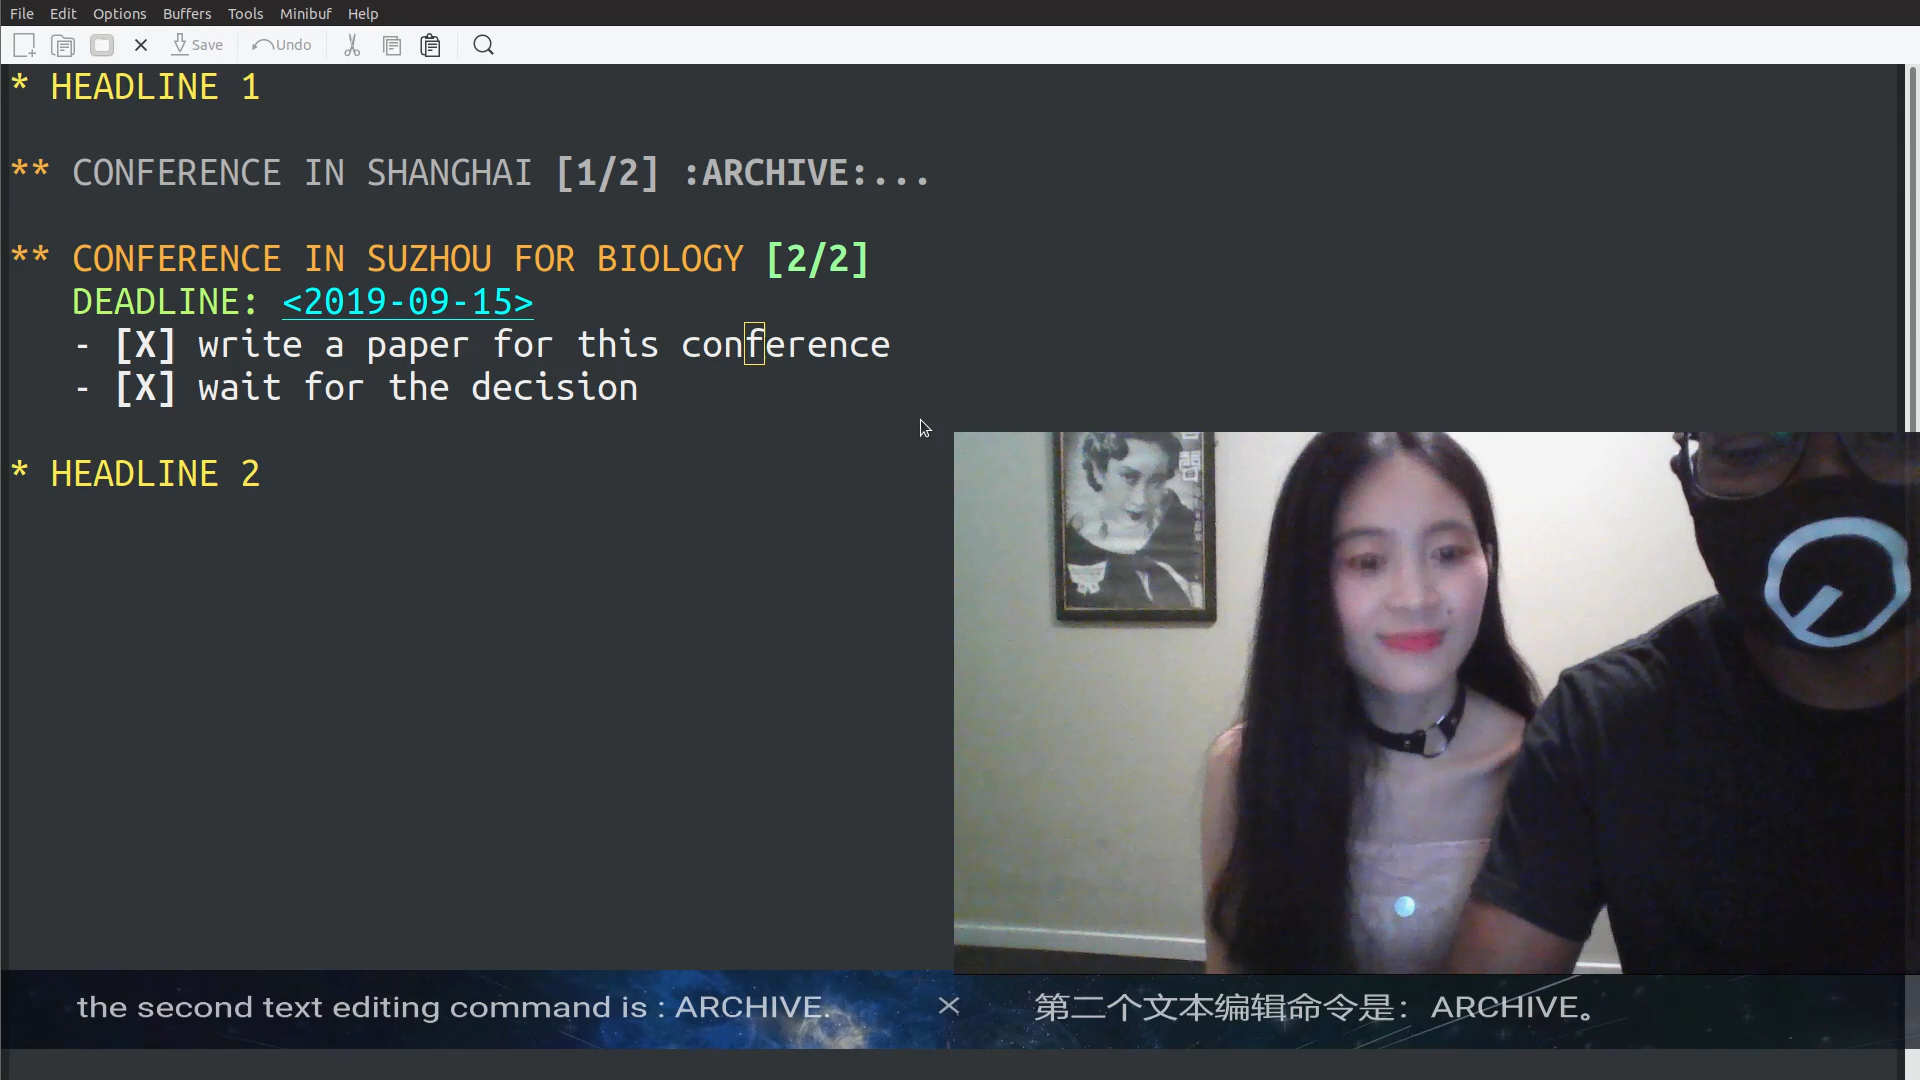 File Edit Options Buffers Tools Minibuf Help
Save Undo
* HEADLINE 1
** CONFERENCE IN SHANGHAI [1/2] :ARCHIVE:...
** CONFERENCE IN SUZHOU FOR BIOLOGY [2/2]
DEADLINE: <2019-09-15>
- [X] write a paper for this conference
- [X] wait for the decision
* HEADLINE 2
the second text editing command is : ARCHIVE. × 第二个文本编辑命令是： ARCHIVE。